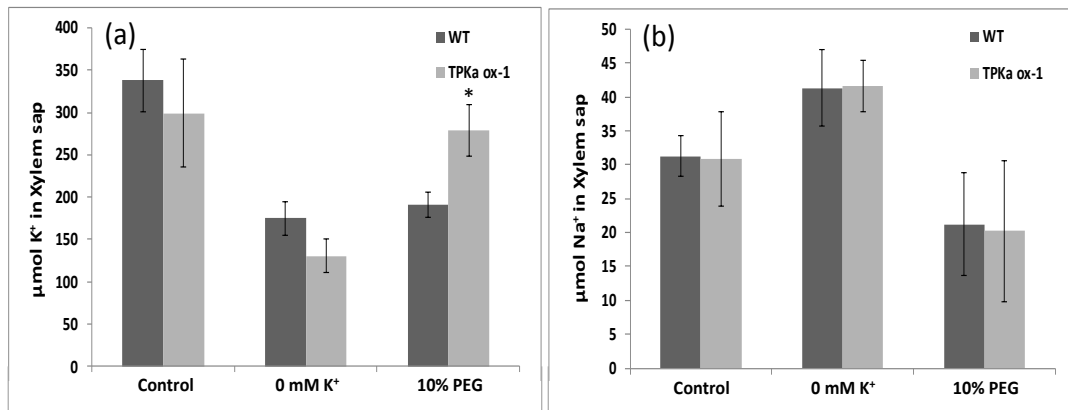 (a)
WT
TPKa ox-1
*
μmol K⁺ in Xylem sap
400
350
300
250
200
150
100
50
0
Control
0 mM K⁺
10% PEG
(b)
WT
TPKa ox-1
μmol Na⁺ in Xylem sap
50
45
40
35
30
25
20
15
10
5
0
Control
0 mM K⁺
10% PEG